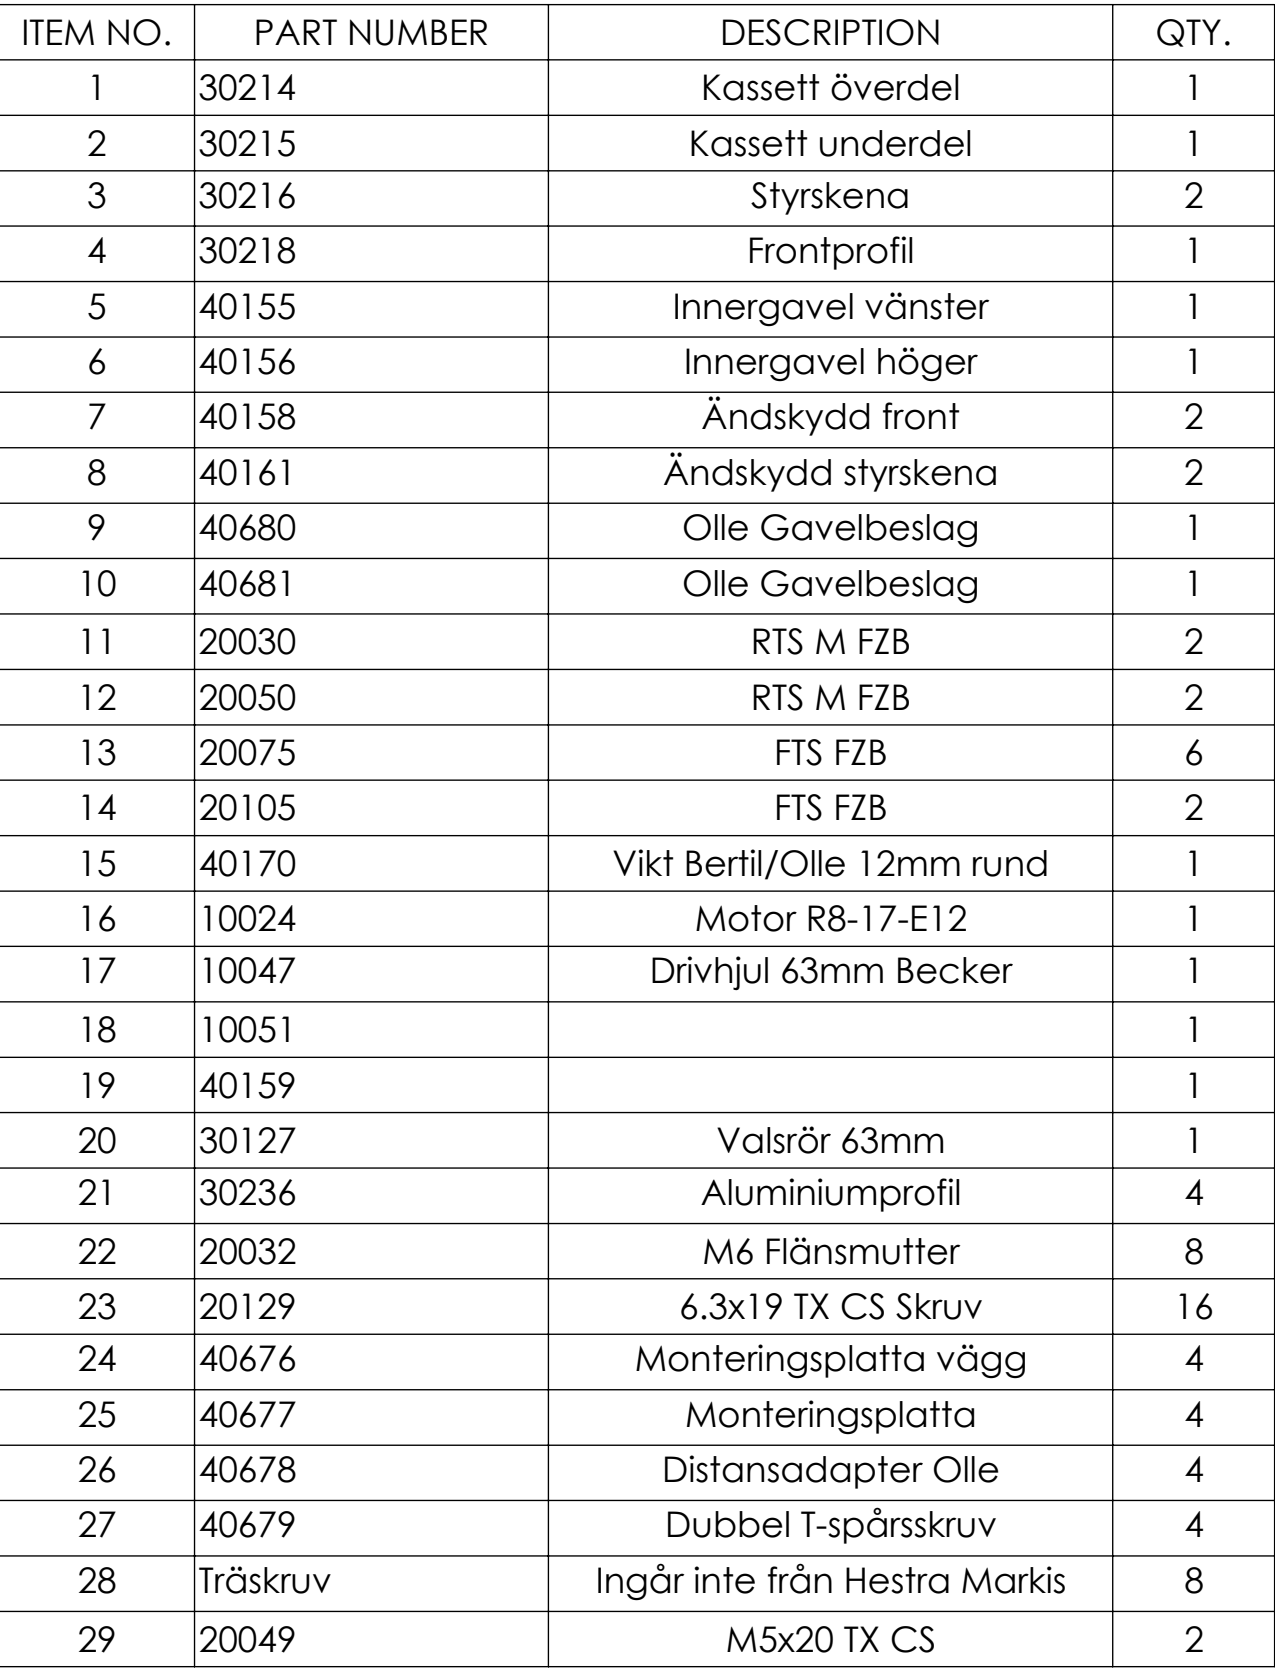 ITEM NO. PART NUMBER DESCRIPTION QTY.
1 30214 Kassett överdel 1
2 30215 Kassett underdel 1
3 30216 Styrskena 2
4 30218 Frontprofil 1
5 40155 Innergavel vänster 1
6 40156 Innergavel höger 1
7 40158 Ändskydd front 2
8 40161 Ändskydd styrskena 2
9 40680 Olle Gavelbeslag 1
10 40681 Olle Gavelbeslag 1
11 20030 RTS M FZB 2
12 20050 RTS M FZB 2
13 20075 FTS FZB 6
14 20105 FTS FZB 2
15 40170 Vikt Bertil/Olle 12mm rund 1
16 10024 Motor R8-17-E12 1
17 10047 Drivhjul 63mm Becker 1
18 10051 1
19 40159 1
20 30127 Valsrör 63mm 1
21 30236 Aluminiumprofil 4
22 20032 M6 Flänsmutter 8
23 20129 6.3x19 TX CS Skruv 16
24 40676 Monteringsplatta vägg 4
25 40677 Monteringsplatta 4
26 40678 Distansadapter Olle 4
27 40679 Dubbel T-spårsskruv 4
28 Träskruv Ingår inte från Hestra Markis 8
29 20049 M5x20 TX CS 2